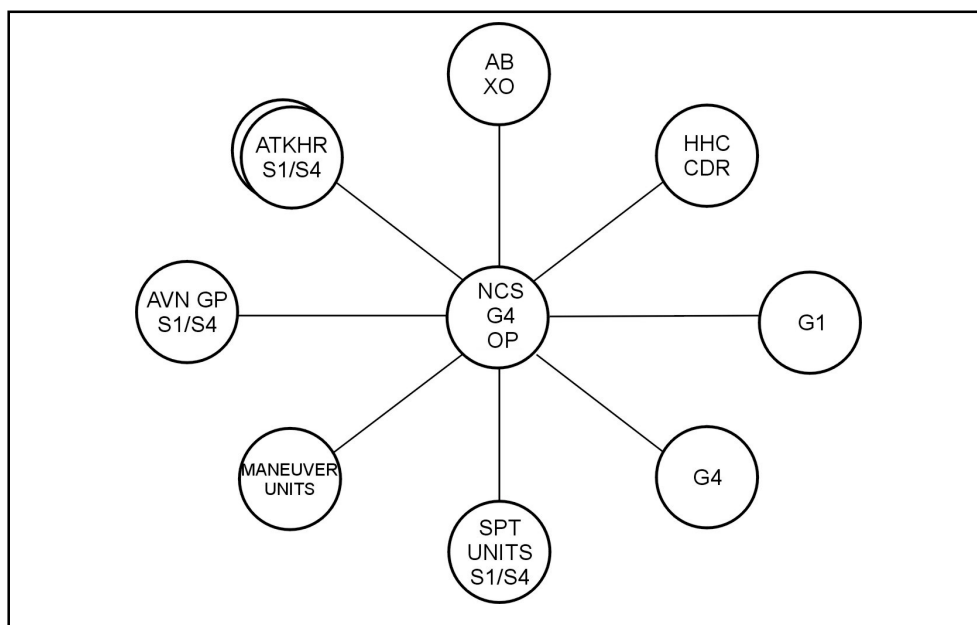 AB
XO
ATKHR
S1/S4
HHC
CDR
AVN GP
S1/S4
NCS
G4
OP
G1
MANEUVER
UNITS
G4
SPT
UNITS
S1/S4